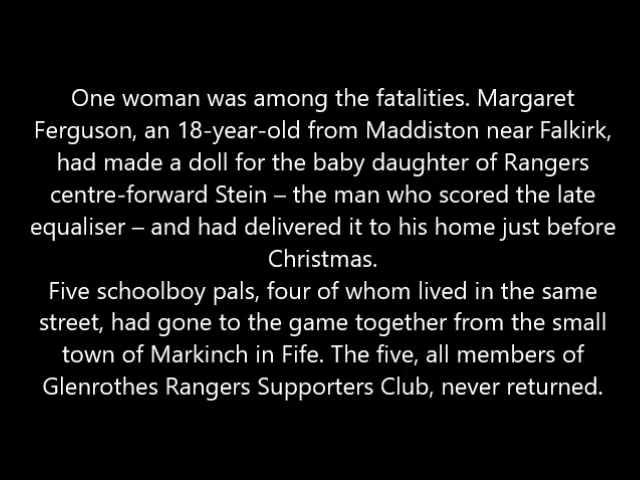 One woman was among the fatalities. Margaret
Ferguson, an 18-year-old from Maddiston near Falkirk,
had made a doll for the baby daughter of Rangers
centre-forward Stein – the man who scored the late
equaliser – and had delivered it to his home just before
Christmas.
Five schoolboy pals, four of whom lived in the same
street, had gone to the game together from the small
town of Markinch in Fife. The five, all members of
Glenrothes Rangers Supporters Club, never returned.